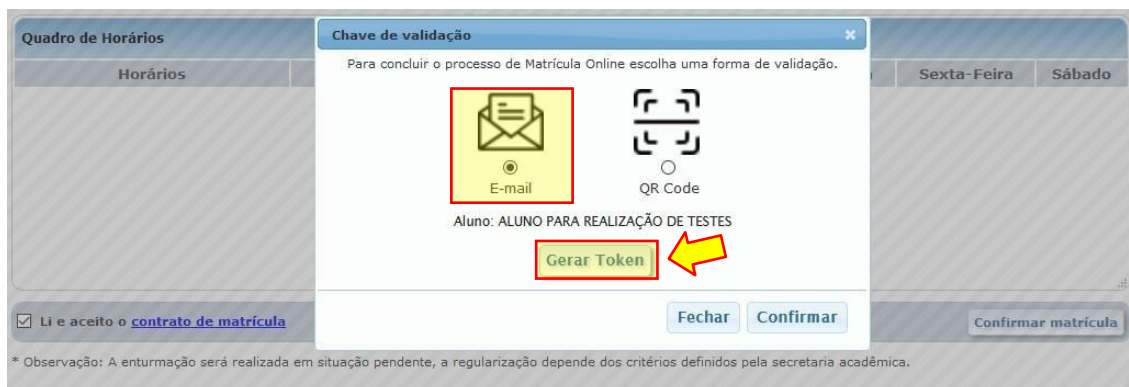 Quadro de Horários
Chave de validação
Horários
Sexta-Feira
Sábado
Para concluir o processo de Matrícula Online escolha uma forma de validação.
E-mail
QR Code
Aluno: ALUNO PARA REALIZAÇÃO DE TESTES
Gerar Token
Fechar
Confirmar
Li e aceito o contrato de matrícula
Confirmar matrícula
* Observação: A enturmação será realizada em situação pendente, a regularização depende dos critérios definidos pela secretaria acadêmica.